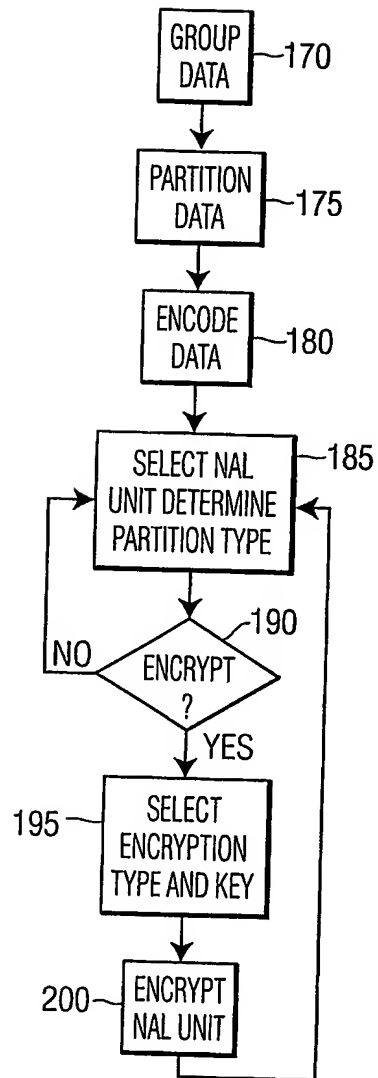 GROUP
DATA
170
PARTITION
DATA
175
ENCODE
DATA
180
185
SELECT NAL
UNIT DETERMINE
PARTITION TYPE
190
NO
ENCRYPT
?
YES
195
SELECT
ENCRYPTION
TYPE AND KEY
200
ENCRYPT
NAL UNIT